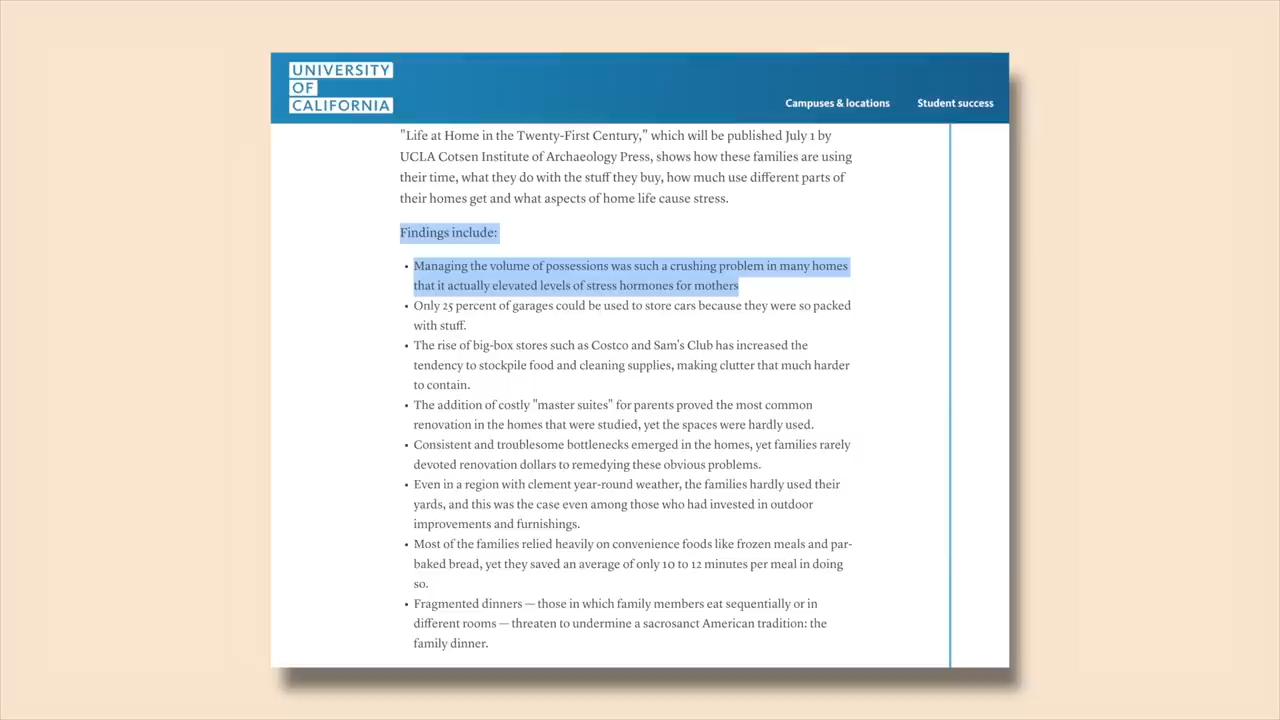 UNIVERSITY
OF
CALIFORNIA
Campuses & locations
Student success
"Life at Home in the Twenty-First Century," which will be published July 1 by
UCLA Cotsen Institute of Archaeology Press, shows how these families are using
their time, what they do with the stuff they buy, how much use different parts of
their homes get and what aspects of home life cause stress.
Findings include:
• Managing the volume of possessions was such a crushing problem in many homes
that it actually elevated levels of stress hormones for mothers
• Only 25 percent of garages could be used to store cars because they were so packed
with stuff.
• The rise of big-box stores such as Costco and Sam's Club has increased the
tendency to stockpile food and cleaning supplies, making clutter that much harder
to contain.
• The addition of costly "master suites" for parents proved the most common
renovation in the homes that were studied, yet the spaces were hardly used.
• Consistent and troublesome bottlenecks emerged in the homes, yet families rarely
devoted renovation dollars to remedying these obvious problems.
• Even in a region with clement year-round weather, the families hardly used their
yards, and this was the case even among those who had invested in outdoor
improvements and furnishings.
• Most of the families relied heavily on convenience foods like frozen meals and par-
baked bread, yet they saved an average of only 10 to 12 minutes per meal in doing
so.
• Fragmented dinners — those in which family members eat sequentially or in
different rooms — threaten to undermine a sacrosanct American tradition: the
family dinner.